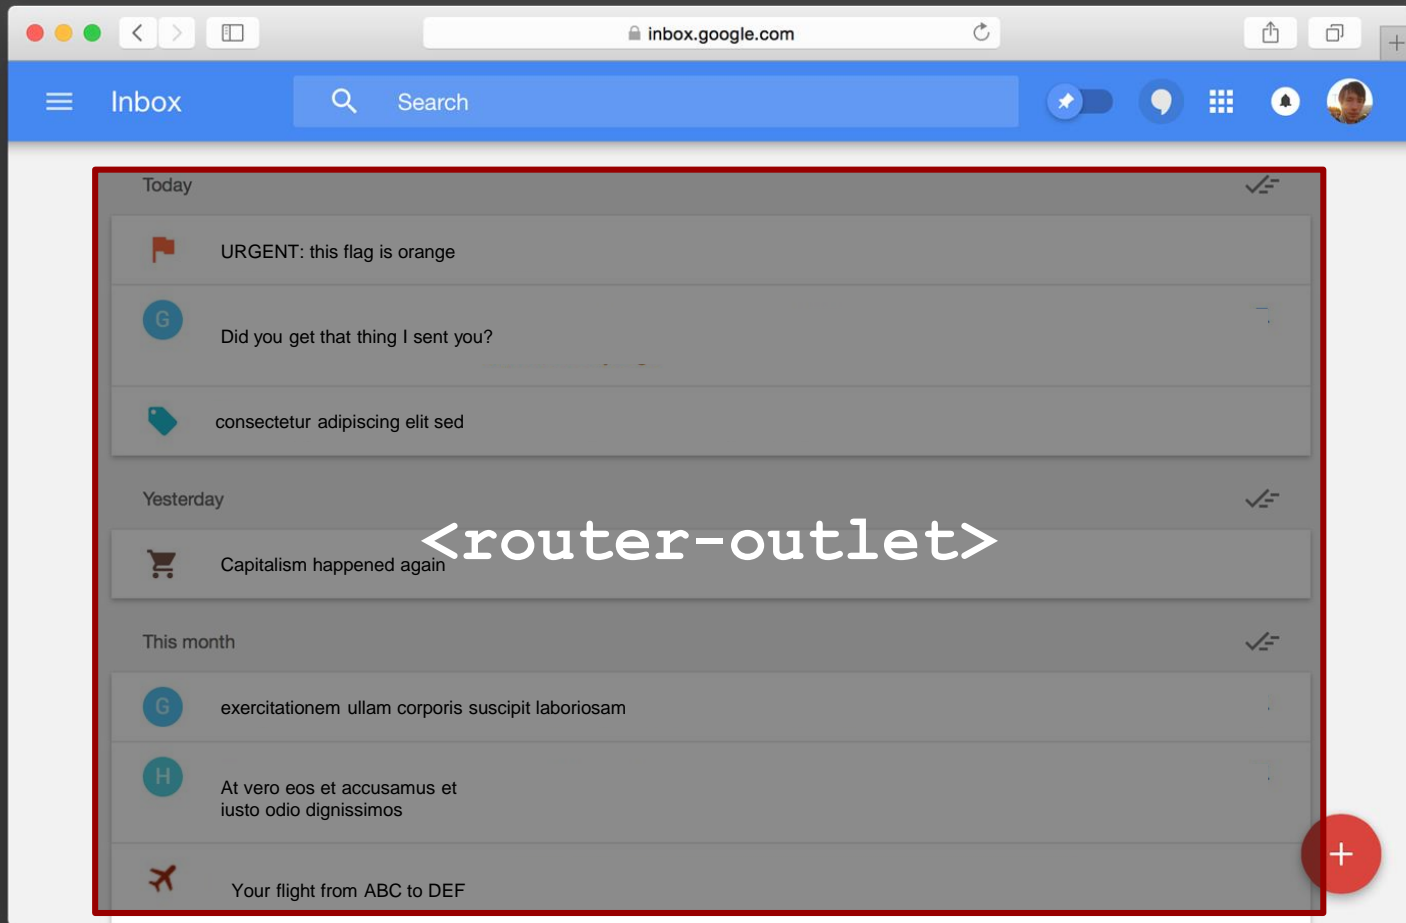 inbox.google.com
Inbox
Search
Today
URGENT: this flag is orange
G
Did you get that thing I sent you?
consectetur adipiscing elit sed
Yesterday
<router-outlet>
Capitalism happened again
This month
G
exercitationem ullam corporis suscipit laboriosam
H
At vero eos et accusamus et
iusto odio dignissimos
Your flight from ABC to DEF